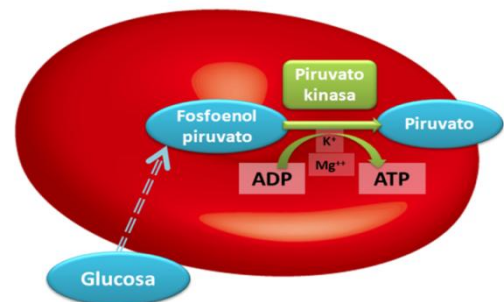 Piruvato
kinasa
Fosfoenol
piruvato
Piruvato
K⁺
Mg⁺⁺
ADP
ATP
Glucosa